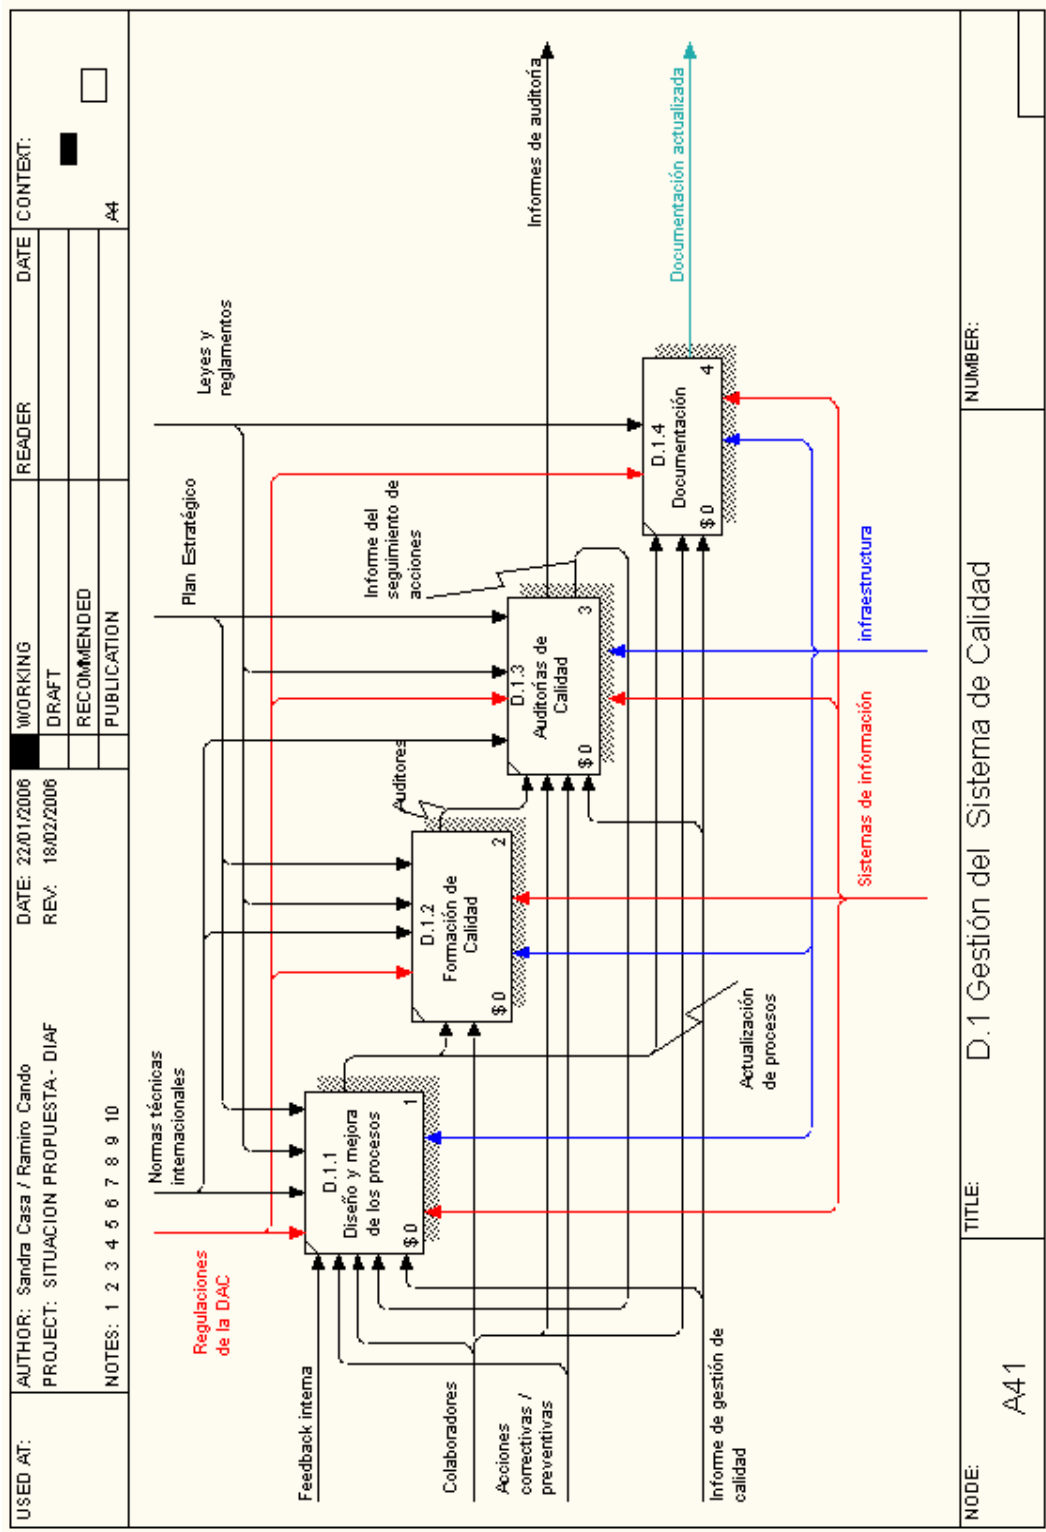 USED AT:
AUTHOR: Sandra Casa / Ramiro Cando
DATE: 22/01/2006
WORKING
READER
DATE
CONTEXT:
PROJECT: SITUACION PROPUESTA - DIAF
REV: 18/02/2006
DRAFT
RECOMMENDED
NOTES: 1 2 3 4 5 6 7 8 9 10
PUBLICATION
A4
Regulaciones
de la DAC
Normas técnicas
internacionales
Plan Estratégico
Leyes y
reglamentos
Feedback interna
Colaboradores
Acciones
correctivas /
preventivas
Informe de gestión de
calidad
D.1.1
Diseño y mejora
de los procesos
$ 0
1
D.1.2
Formación de
Calidad
$ 0
2
Auditores
D.1.3
Auditorías de
Calidad
$ 0
3
Informe del
seguimiento de
acciones
D.1.4
Documentación
$ 0
4
Informes de auditoría
Documentación actualizada
Actualización
de procesos
Sistemas de información
infraestructura
NODE:
A41
TITLE:
D.1 Gestión del Sistema de Calidad
NUMBER: